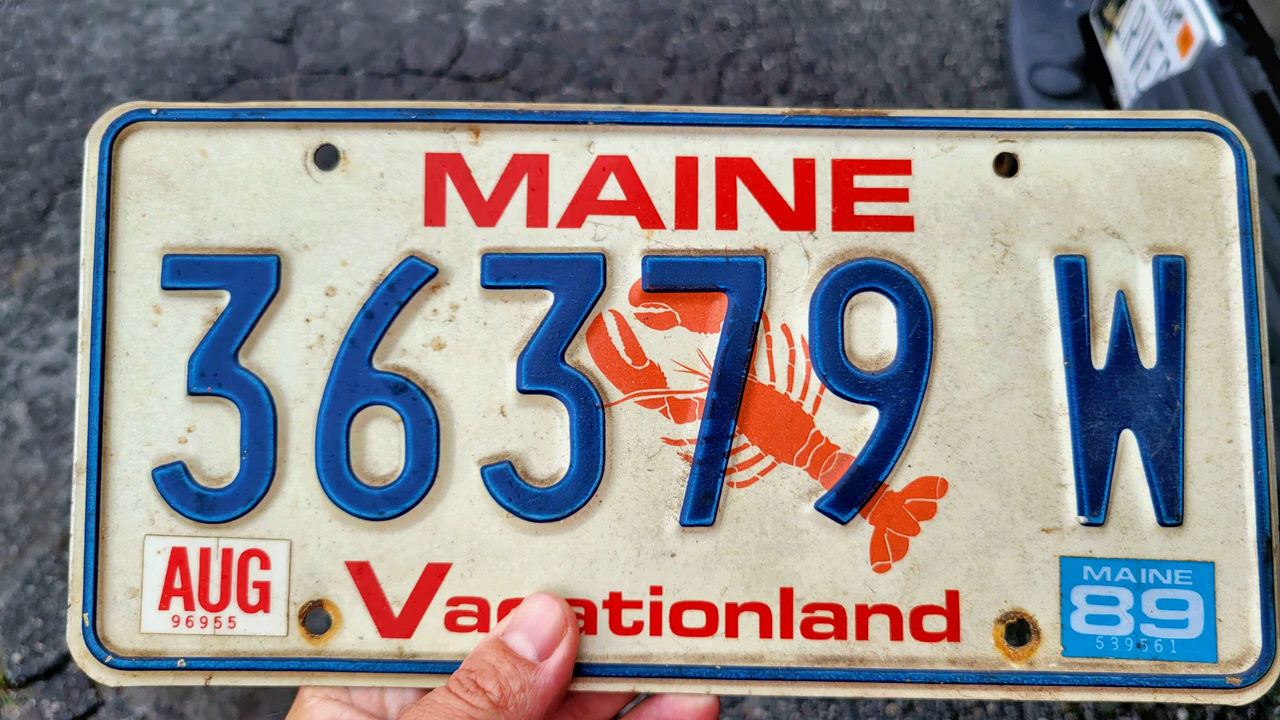 MAINE
36379 W
AUG
96955
Vacationland
MAINE
89
539561